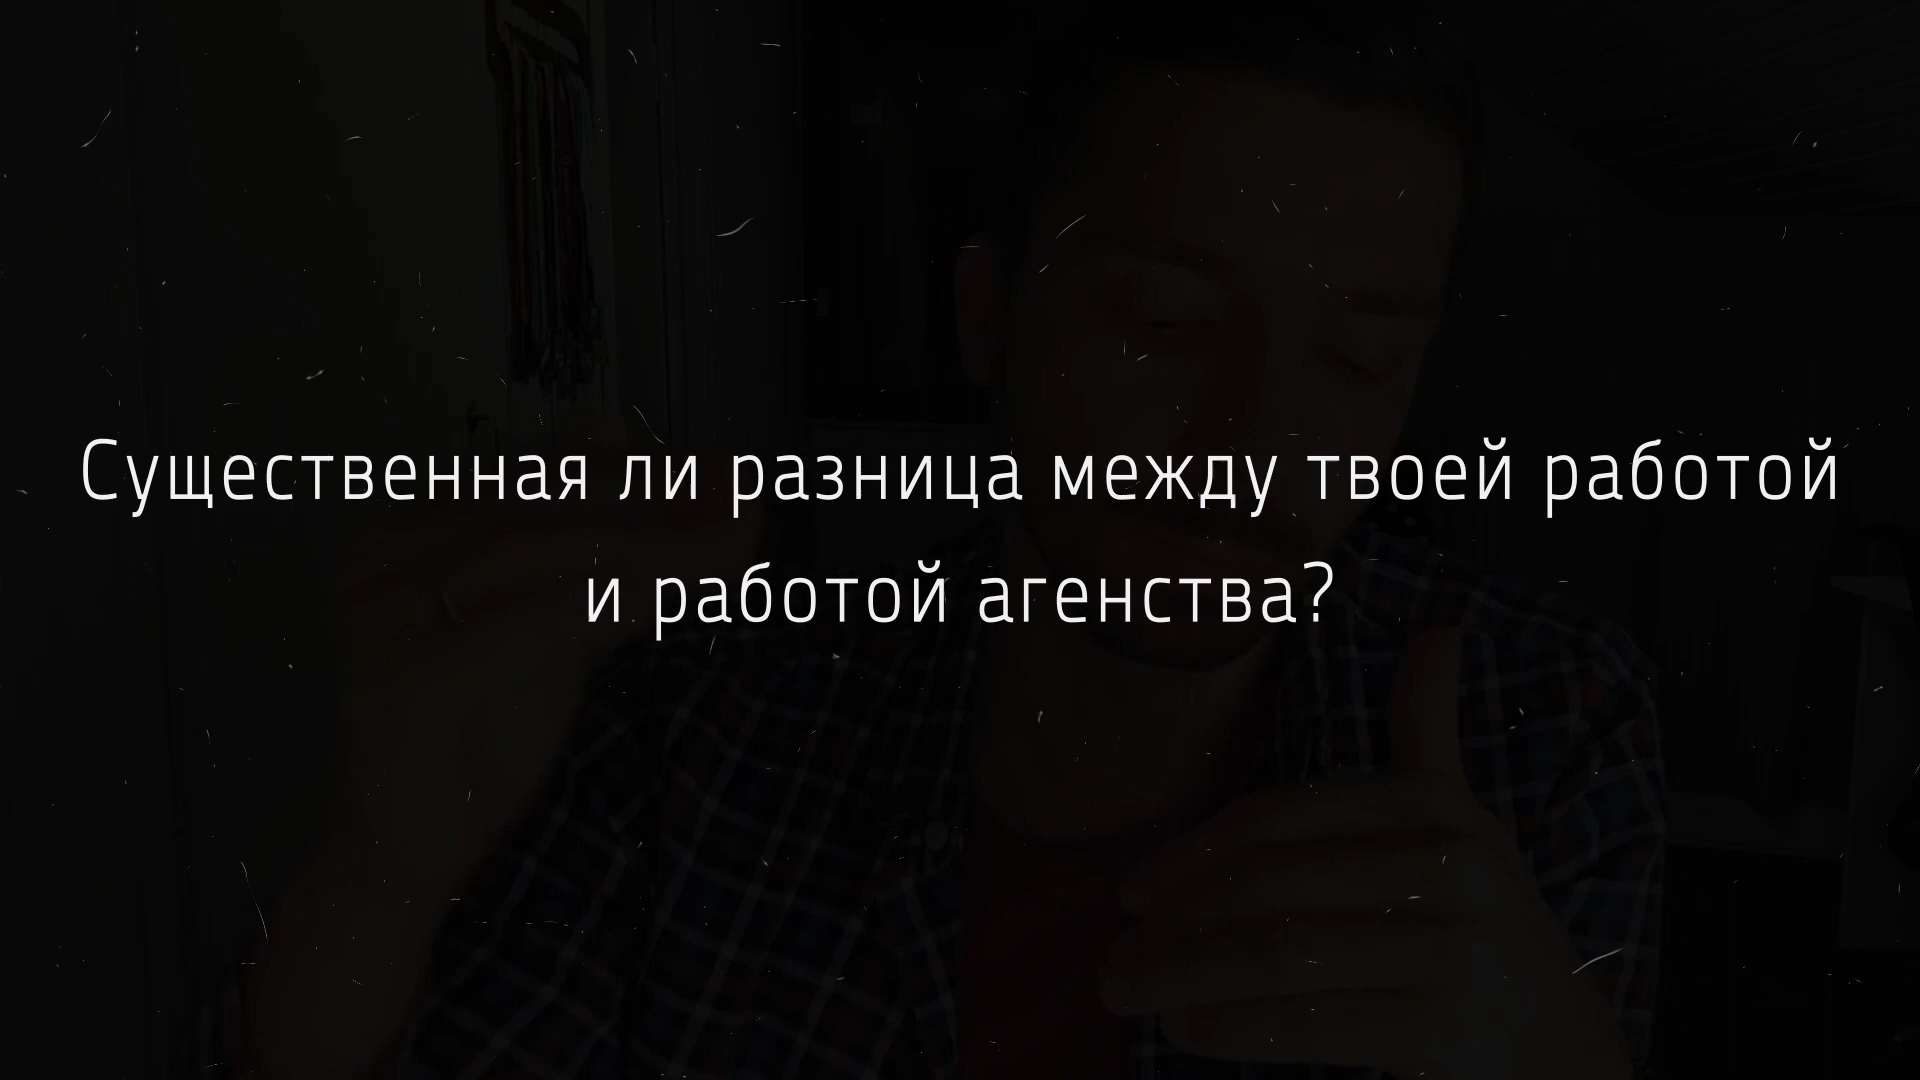 Существенная ли разница между твоей работой
и работой агенства?